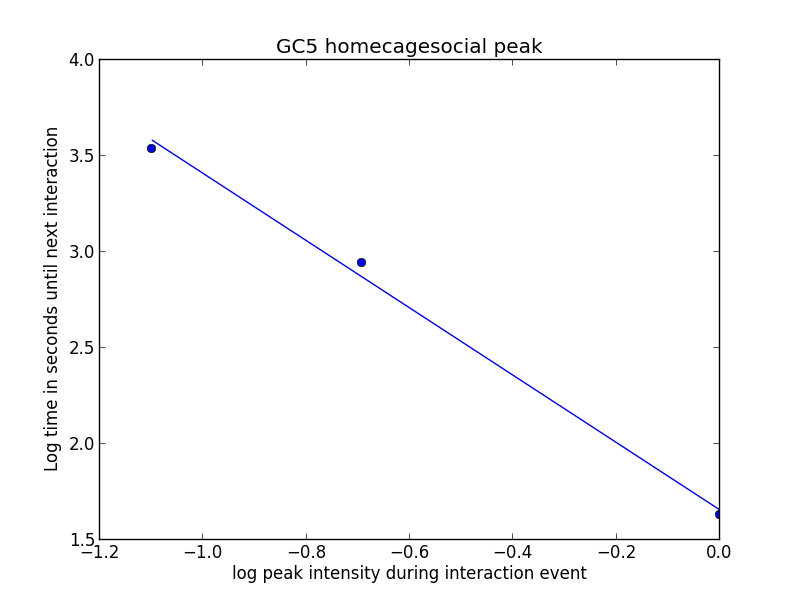 GC5 homecagesocial peak
4.0
3.5
3.0
2.5
2.0
1.5
Log time in seconds until next interaction
−1.2 −1.0 −0.8 −0.6 −0.4 −0.2 0.0
log peak intensity during interaction event